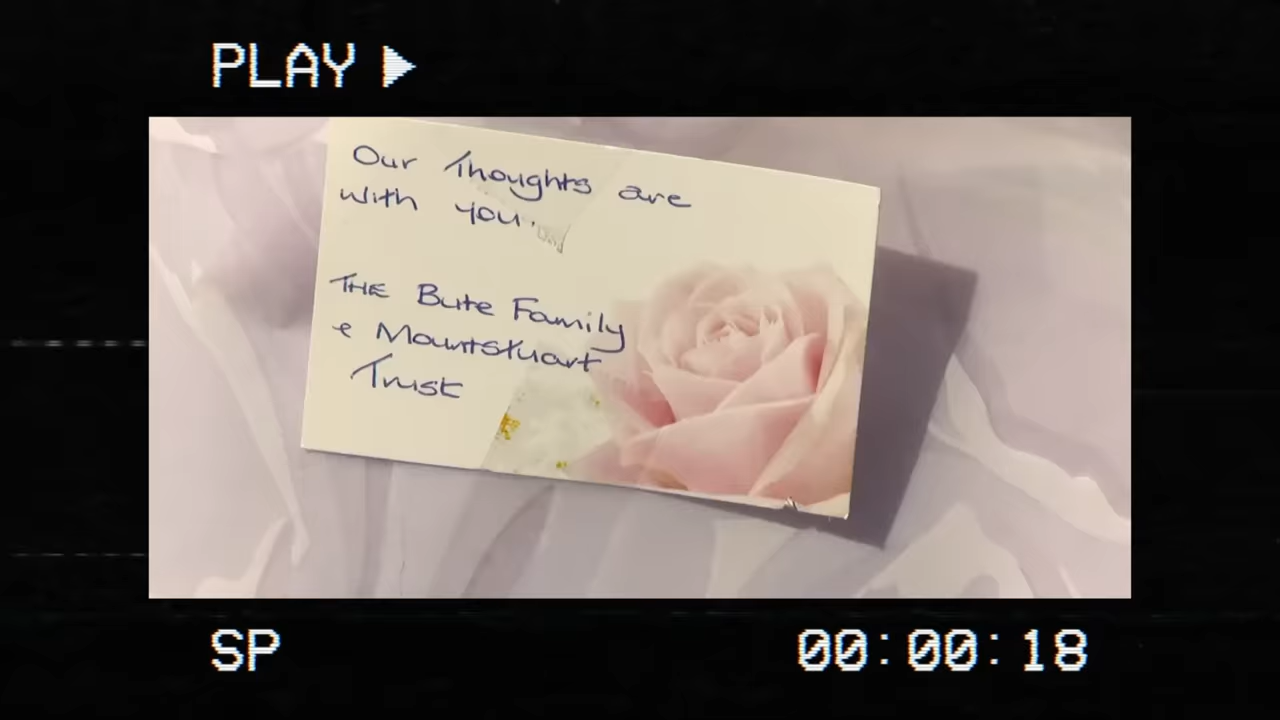 PLAY
Our Thoughts are
with you.
THE Bute Family
& Mountstuart
Trust
SP
00:00:18